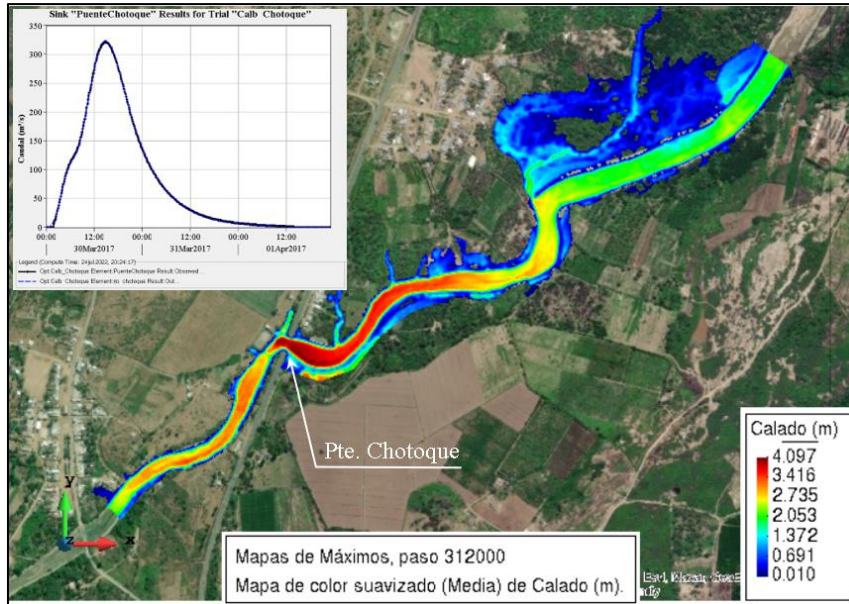 Sink "PuenteChotoque" Results for Trial "Calb Chotoque"
350
300
250
200
150
100
50
0
Caudal (m³/s)
00:00 12:00 00:00 12:00 00:00 12:00
30Mar2017 31Mar2017 01Apr2017
Legend (Compute Time: 24jul.2022, 20:24:17)
Opt:Calb_Chotoque Element:PuenteChotoque Result:Observed
Opt:Calb_Chotoque Element:rio_chotoque Result:Out...
Pte. Chotoque
y
z x
Calado (m)
4.097
3.416
2.735
2.053
1.372
0.691
0.010
Mapas de Máximos, paso 312000
Mapa de color suavizado (Media) de Calado (m).